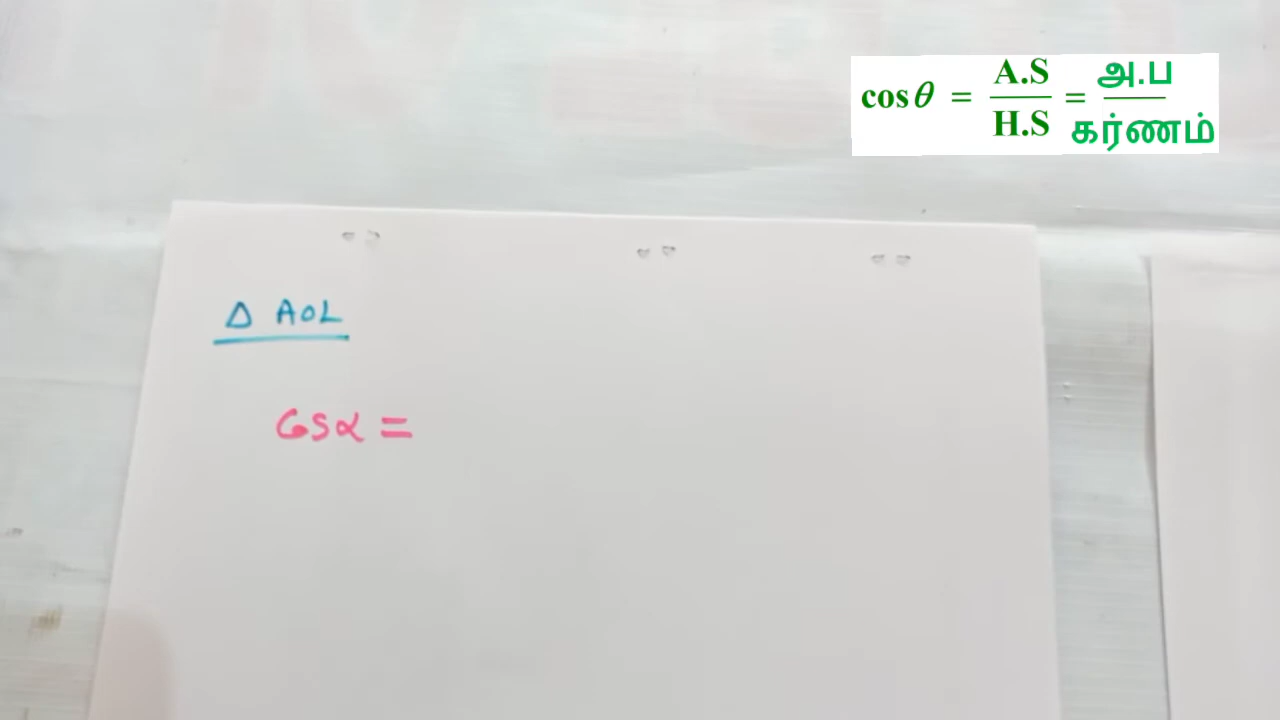 cosθ = A.S / H.S = அ.ப / கர்ணம்
Δ AOL
Cosα =